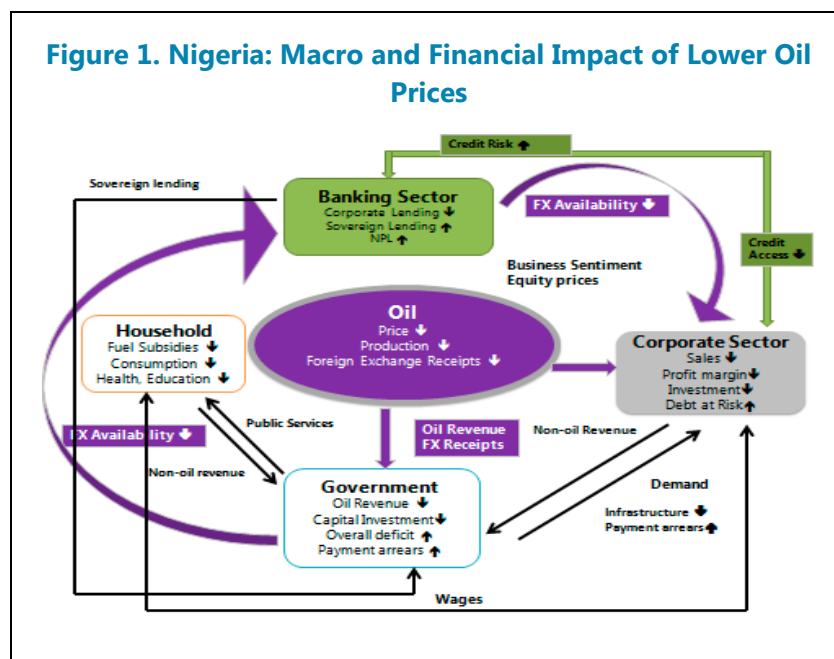 Figure 1. Nigeria: Macro and Financial Impact of Lower Oil
Prices
Credit Risk ↑
Sovereign lending
Banking Sector
Corporate Lending ↓
Sovereign Lending ↑
NPL ↑
FX Availability ↓
Credit
Access ↓
Business Sentiment
Equity prices
Oil
Price ↓
Production ↓
Foreign Exchange Receipts ↓
Household
Fuel Subsidies ↓
Consumption ↓
Health, Education ↓
Corporate Sector
Sales ↓
Profit margin ↓
Investment ↓
Debt at Risk ↑
FX Availability ↓
Public Services
Oil Revenue
FX Receipts
Non-oil Revenue
Non-oil revenue
Government
Oil Revenue ↓
Capital Investment ↓
Overall deficit ↑
Payment arrears ↑
Demand
Infrastructure ↓
Payment arrears ↑
Wages